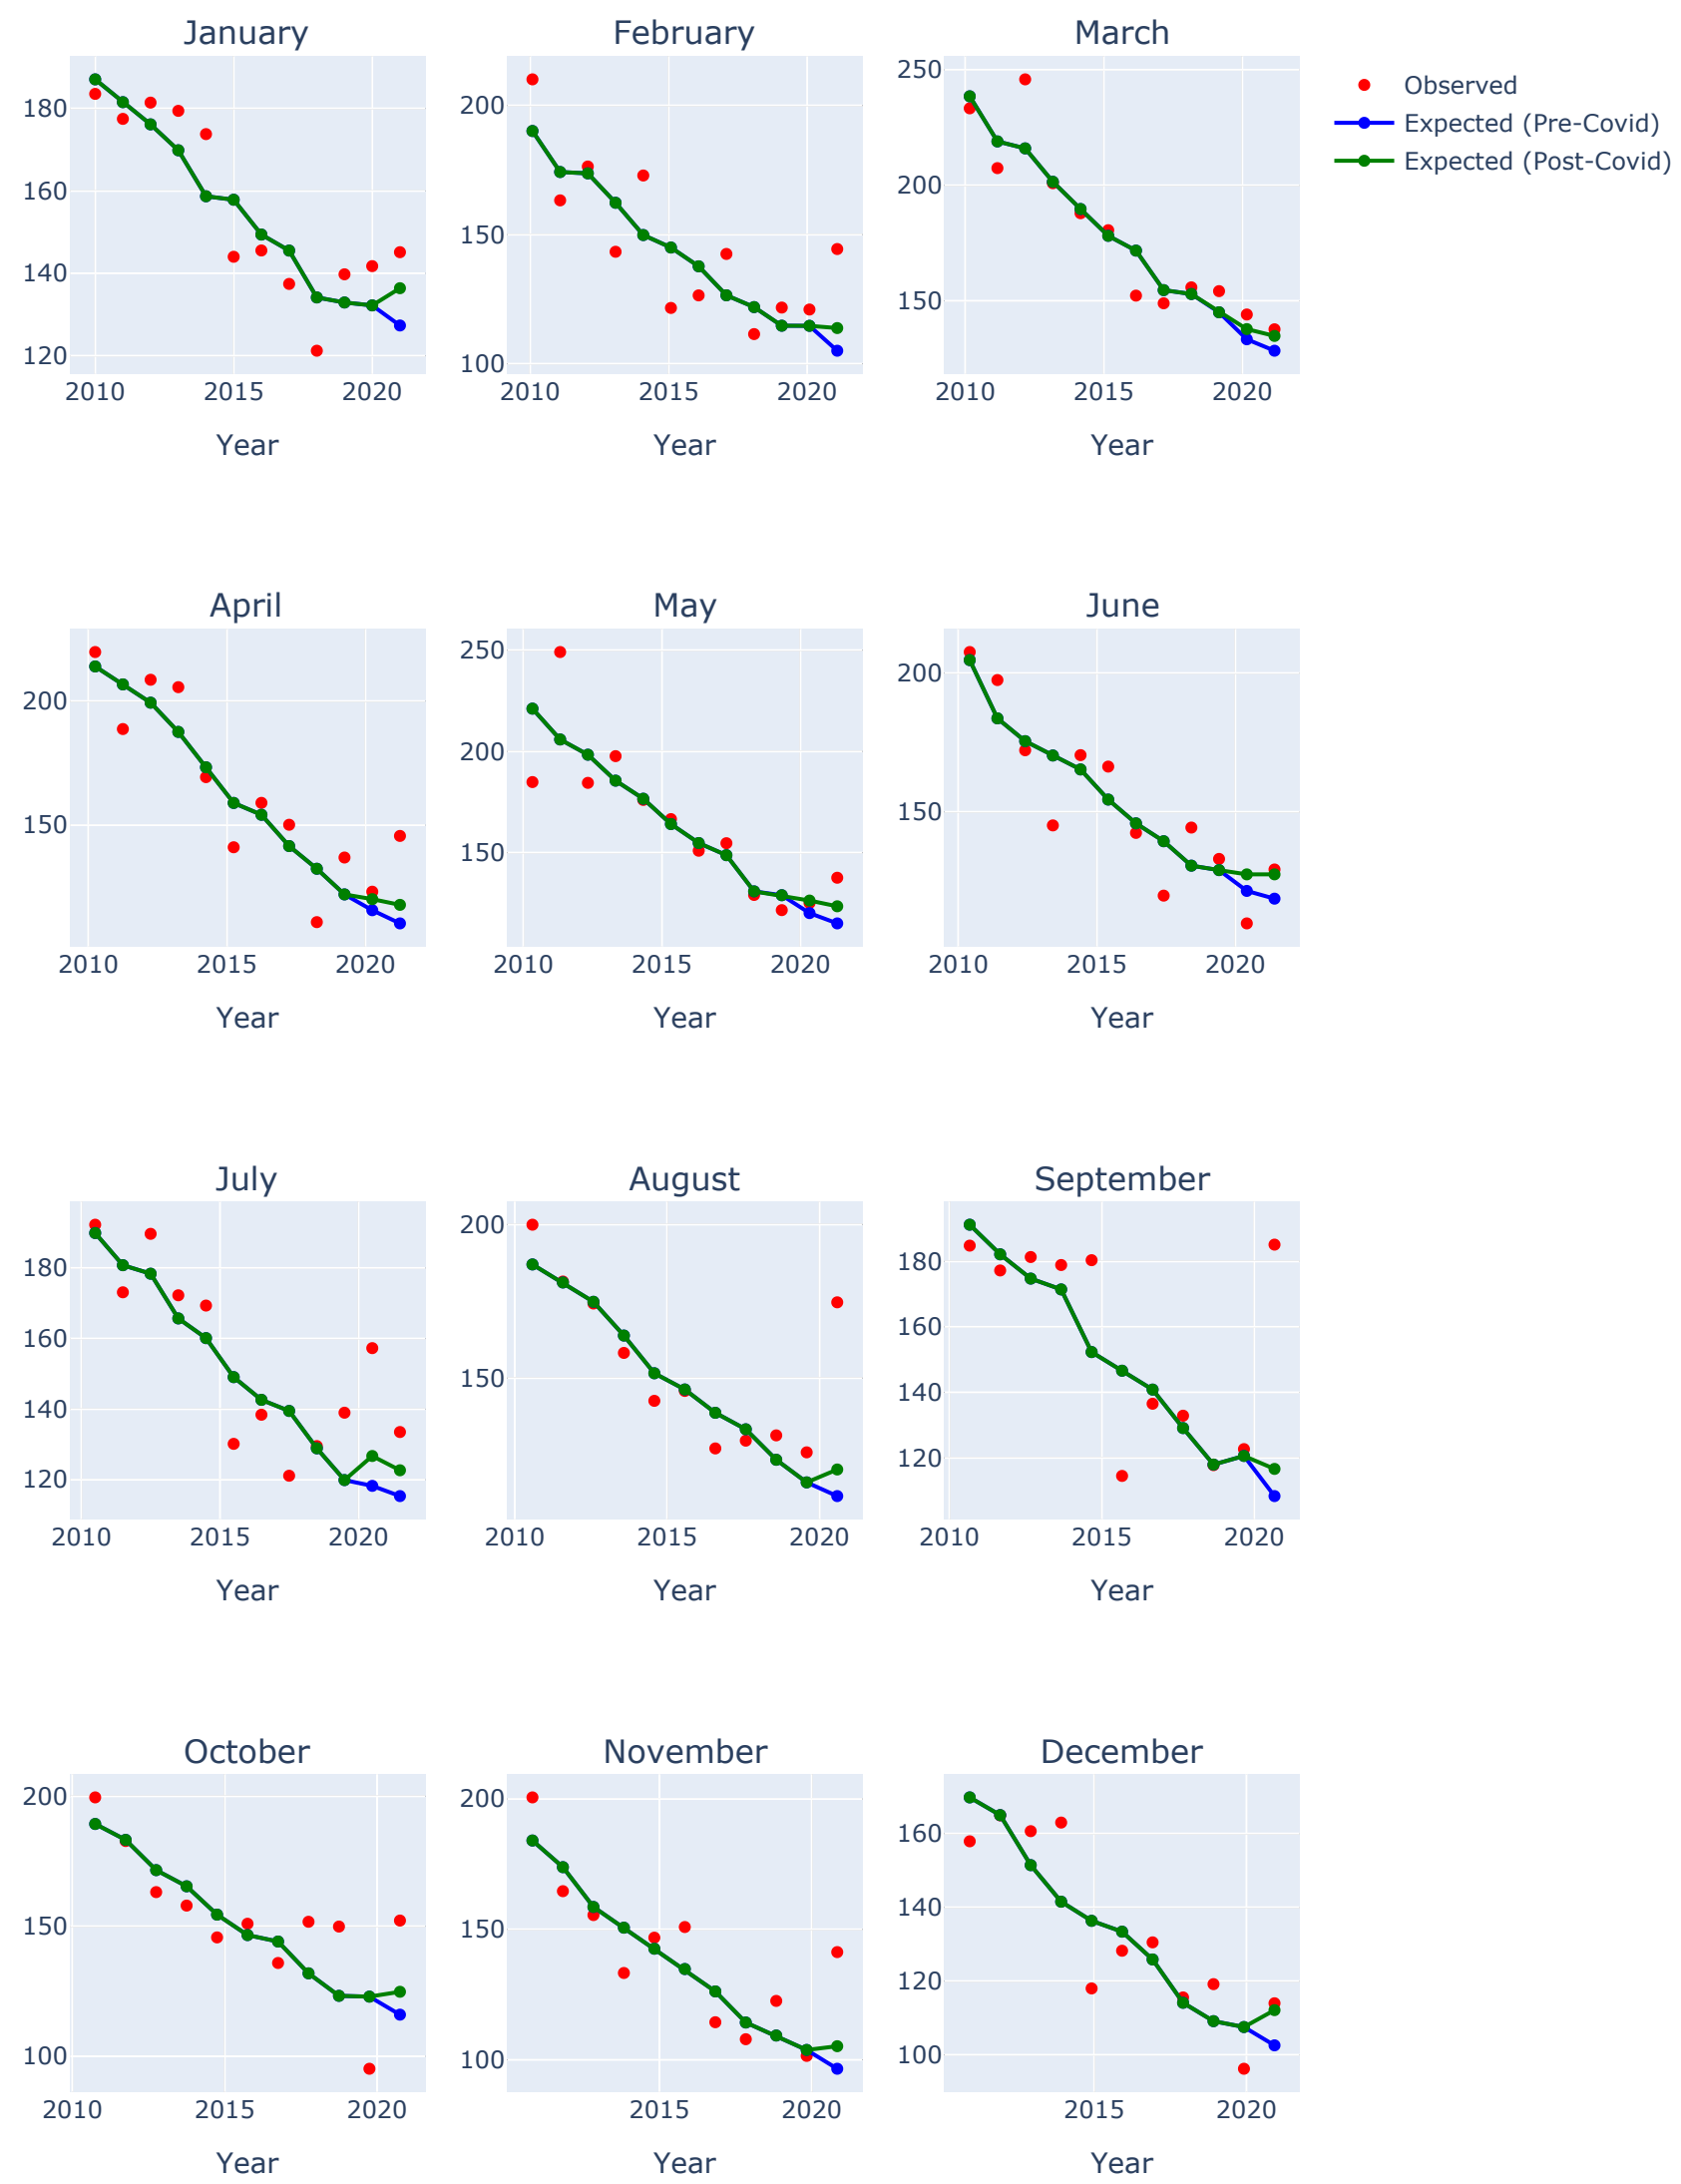 January February March
250
200
150
2010 2015 2020
180
160
140
120
2010 2015 2020
200
150
100
2010 2015 2020
Year Year Year
Observed
Expected (Pre-Covid)
Expected (Post-Covid)
April May June
200
150
2010 2015 2020
250
200
150
2010 2015 2020
200
150
2010 2015 2020
Year Year Year
July August September
180
160
140
120
2010 2015 2020
200
150
2010 2015 2020
180
160
140
120
2010 2015 2020
Year Year Year
October November December
200
150
100
2010 2015 2020
200
150
100
2015 2020
160
140
120
100
2015 2020
Year Year Year